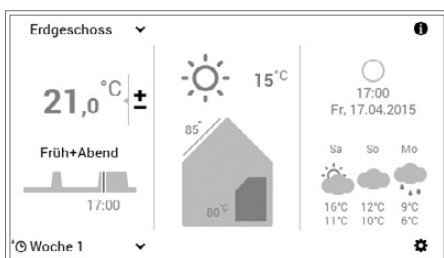 Erdgeschoss
21,0 °C ±
Früh+Abend
17:00
Woche 1
15°C
85°
80°C
17:00
Fr, 17.04.2015
Sa So Mo
16°C 12°C 9°C
11°C 10°C 6°C